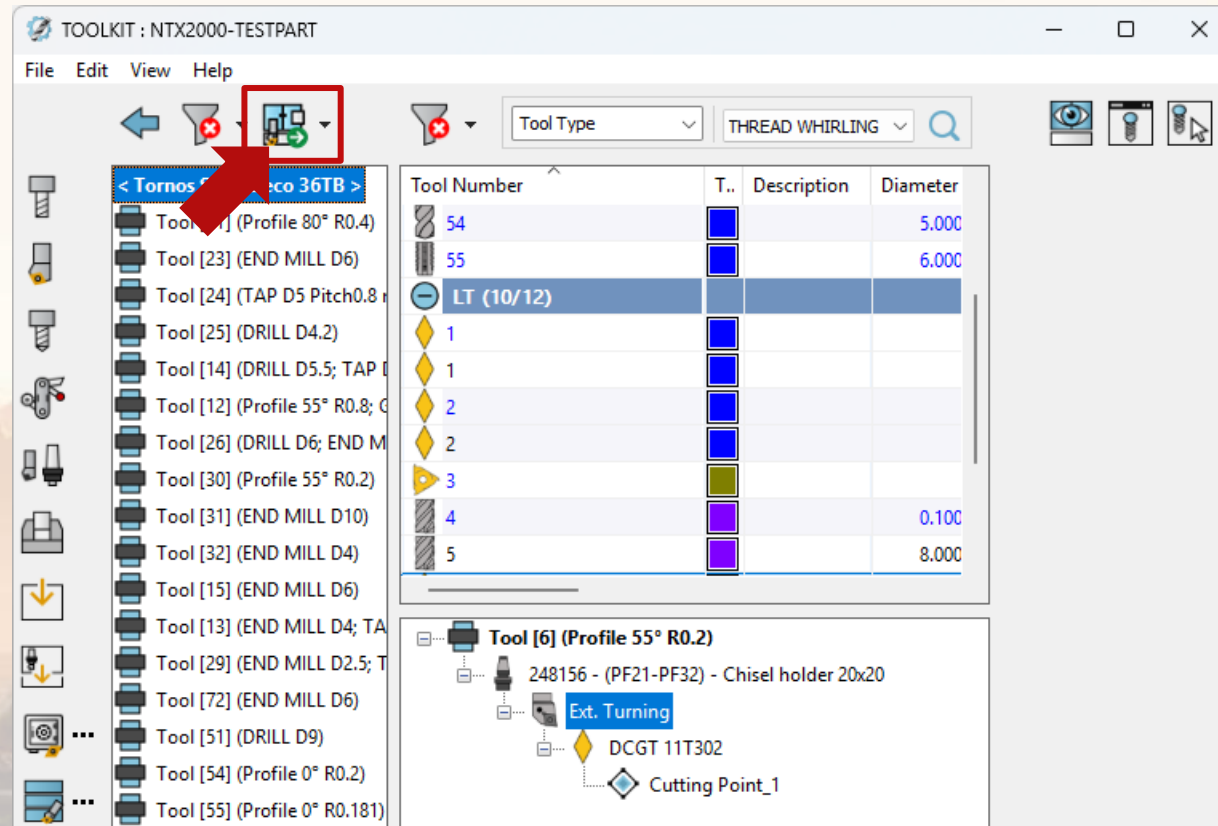 TOOLKIT : NTX2000-TESTPART
File Edit View Help
Tool Type
THREAD WHIRLING
< Tornos eco 36TB >
(Profile 80° R0.4)
Tool [23] (END MILL D6)
Tool [24] (TAP D5 Pitch0.8
Tool [25] (DRILL D4.2)
Tool [14] (DRILL D5.5; TAP
Tool [12] (Profile 55° R0.8;
Tool [26] (DRILL D6; END M
Tool [30] (Profile 55° R0.2)
Tool [31] (END MILL D10)
Tool [32] (END MILL D4)
Tool [15] (END MILL D6)
Tool [13] (END MILL D4; TA
Tool [29] (END MILL D2.5; T
Tool [72] (END MILL D6)
Tool [51] (DRILL D9)
Tool [54] (Profile 0° R0.2)
Tool [55] (Profile 0° R0.181)
Tool Number T.. Description Diameter
54 5.000
55 6.000
LT (10/12)
1
1
2
2
3
4 0.100
5 8.000
Tool [6] (Profile 55° R0.2)
248156 - (PF21-PF32) - Chisel holder 20x20
Ext. Turning
DCGT 11T302
Cutting Point_1